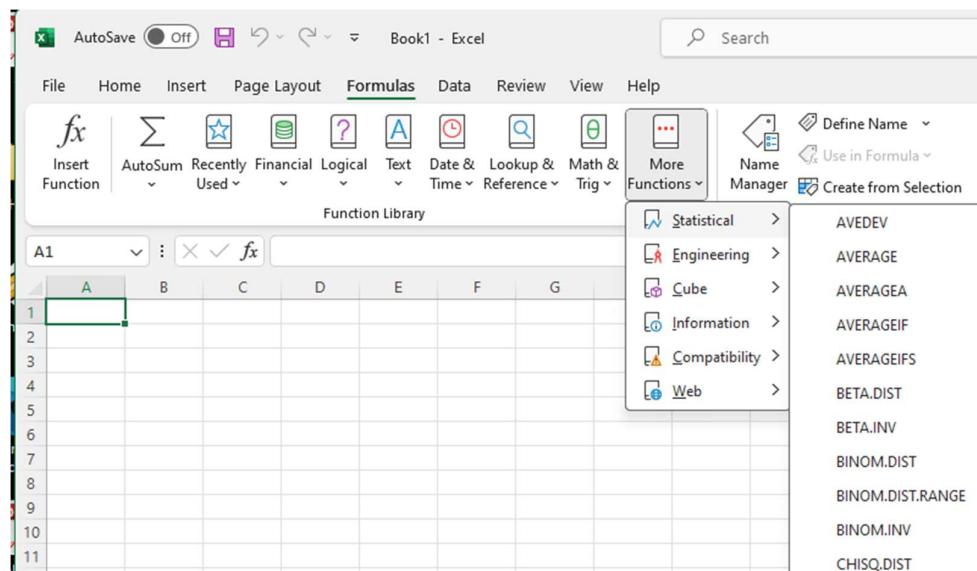 AutoSave Off Book1 - Excel Search
File Home Insert Page Layout Formulas Data Review View Help
fx
Insert Function
AutoSum
Recently Used
Financial
Logical
Text
Date & Time
Lookup & Reference
Math & Trig
More Functions
Name Manager
Define Name
Use in Formula
Create from Selection
Function Library
A1 fx
A B C D E F G
1
2
3
4
5
6
7
8
9
10
11
Statistical
Engineering
Cube
Information
Compatibility
Web
AVEDEV
AVERAGE
AVERAGEA
AVERAGEIF
AVERAGEIFS
BETA.DIST
BETA.INV
BINOM.DIST
BINOM.DIST.RANGE
BINOM.INV
CHISQ.DIST